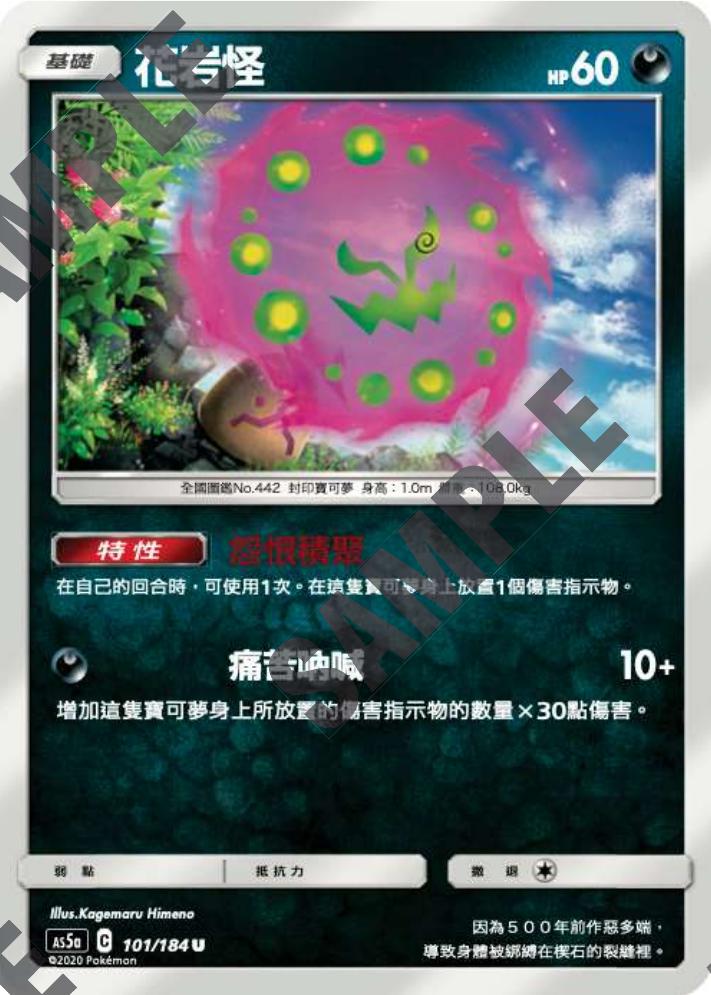 基礎 花岩怪 HP60
全國圖鑑No.442 封印寶可夢 身高：1.0m 體重：108.0kg
特性 怨恨積聚
在自己的回合時，可使用1次。在這隻寶可夢身上放置1個傷害指示物。
痛苦吶喊 10+
增加這隻寶可夢身上所放置的傷害指示物的數量×30點傷害。
弱點 抵抗力 撤退
Illus.Kagemaru Himeno
AS5a C 101/184 U
©2020 Pokémon
因為５００年前作惡多端，
導致身體被綁縛在楔石的裂縫裡。
SAMPLE
SAMPLE